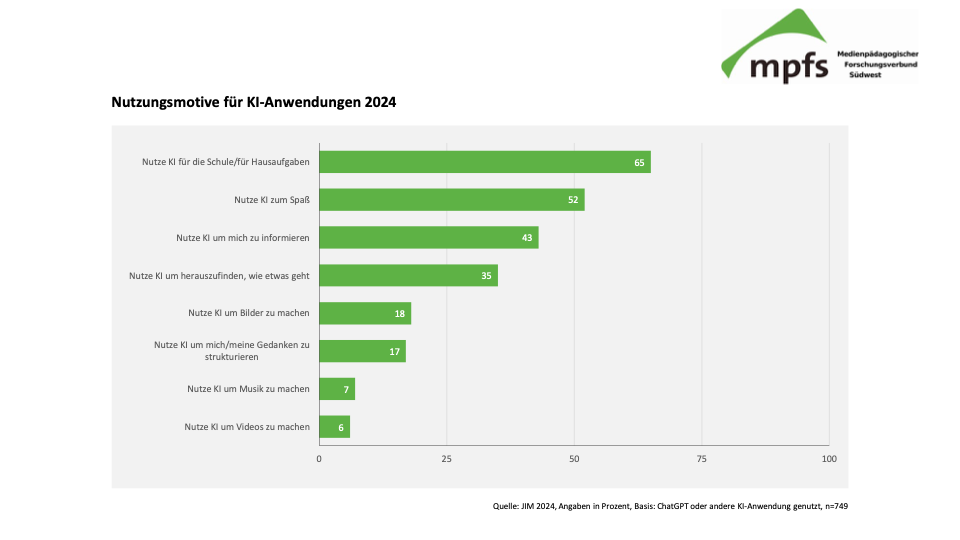 mpfs
Medienpädagogischer
Forschungsverbund
Südwest
Nutzungsmotive für KI-Anwendungen 2024
Nutze KI für die Schule/für Hausaufgaben
65
Nutze KI zum Spaß
52
Nutze KI um mich zu informieren
43
Nutze KI um herauszufinden, wie etwas geht
35
Nutze KI um Bilder zu machen
18
Nutze KI um mich/meine Gedanken zu
strukturieren
17
Nutze KI um Musik zu machen
7
Nutze KI um Videos zu machen
6
0 25 50 75 100
Quelle: JIM 2024, Angaben in Prozent, Basis: ChatGPT oder andere KI-Anwendung genutzt, n=749